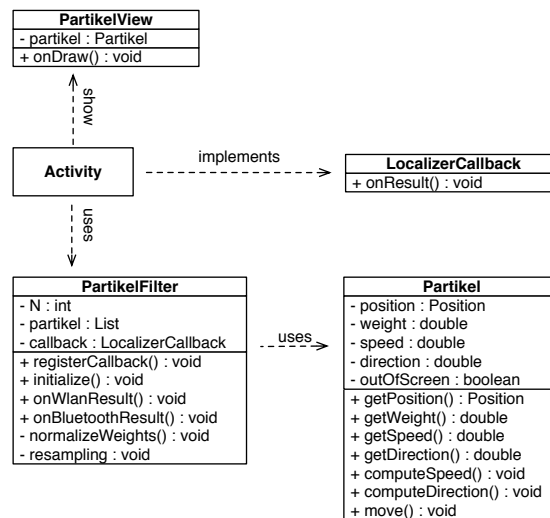 PartikelView
- partikel : Partikel
+ onDraw() : void
show
Activity
implements
LocalizerCallback
+ onResult() : void
uses
PartikelFilter
- N : int
- partikel : List
- callback : LocalizerCallback
+ registerCallback() : void
+ initialize() : void
+ onWlanResult() : void
+ onBluetoothResult() : void
- normalizeWeights() : void
- resampling : void
uses
Partikel
- position : Position
- weight : double
- speed : double
- direction : double
- outOfScreen : boolean
+ getPosition() : Position
+ getWeight() : double
+ getSpeed() : double
+ getDirection() : double
+ computeSpeed() : void
+ computeDirection() : void
+ move() : void